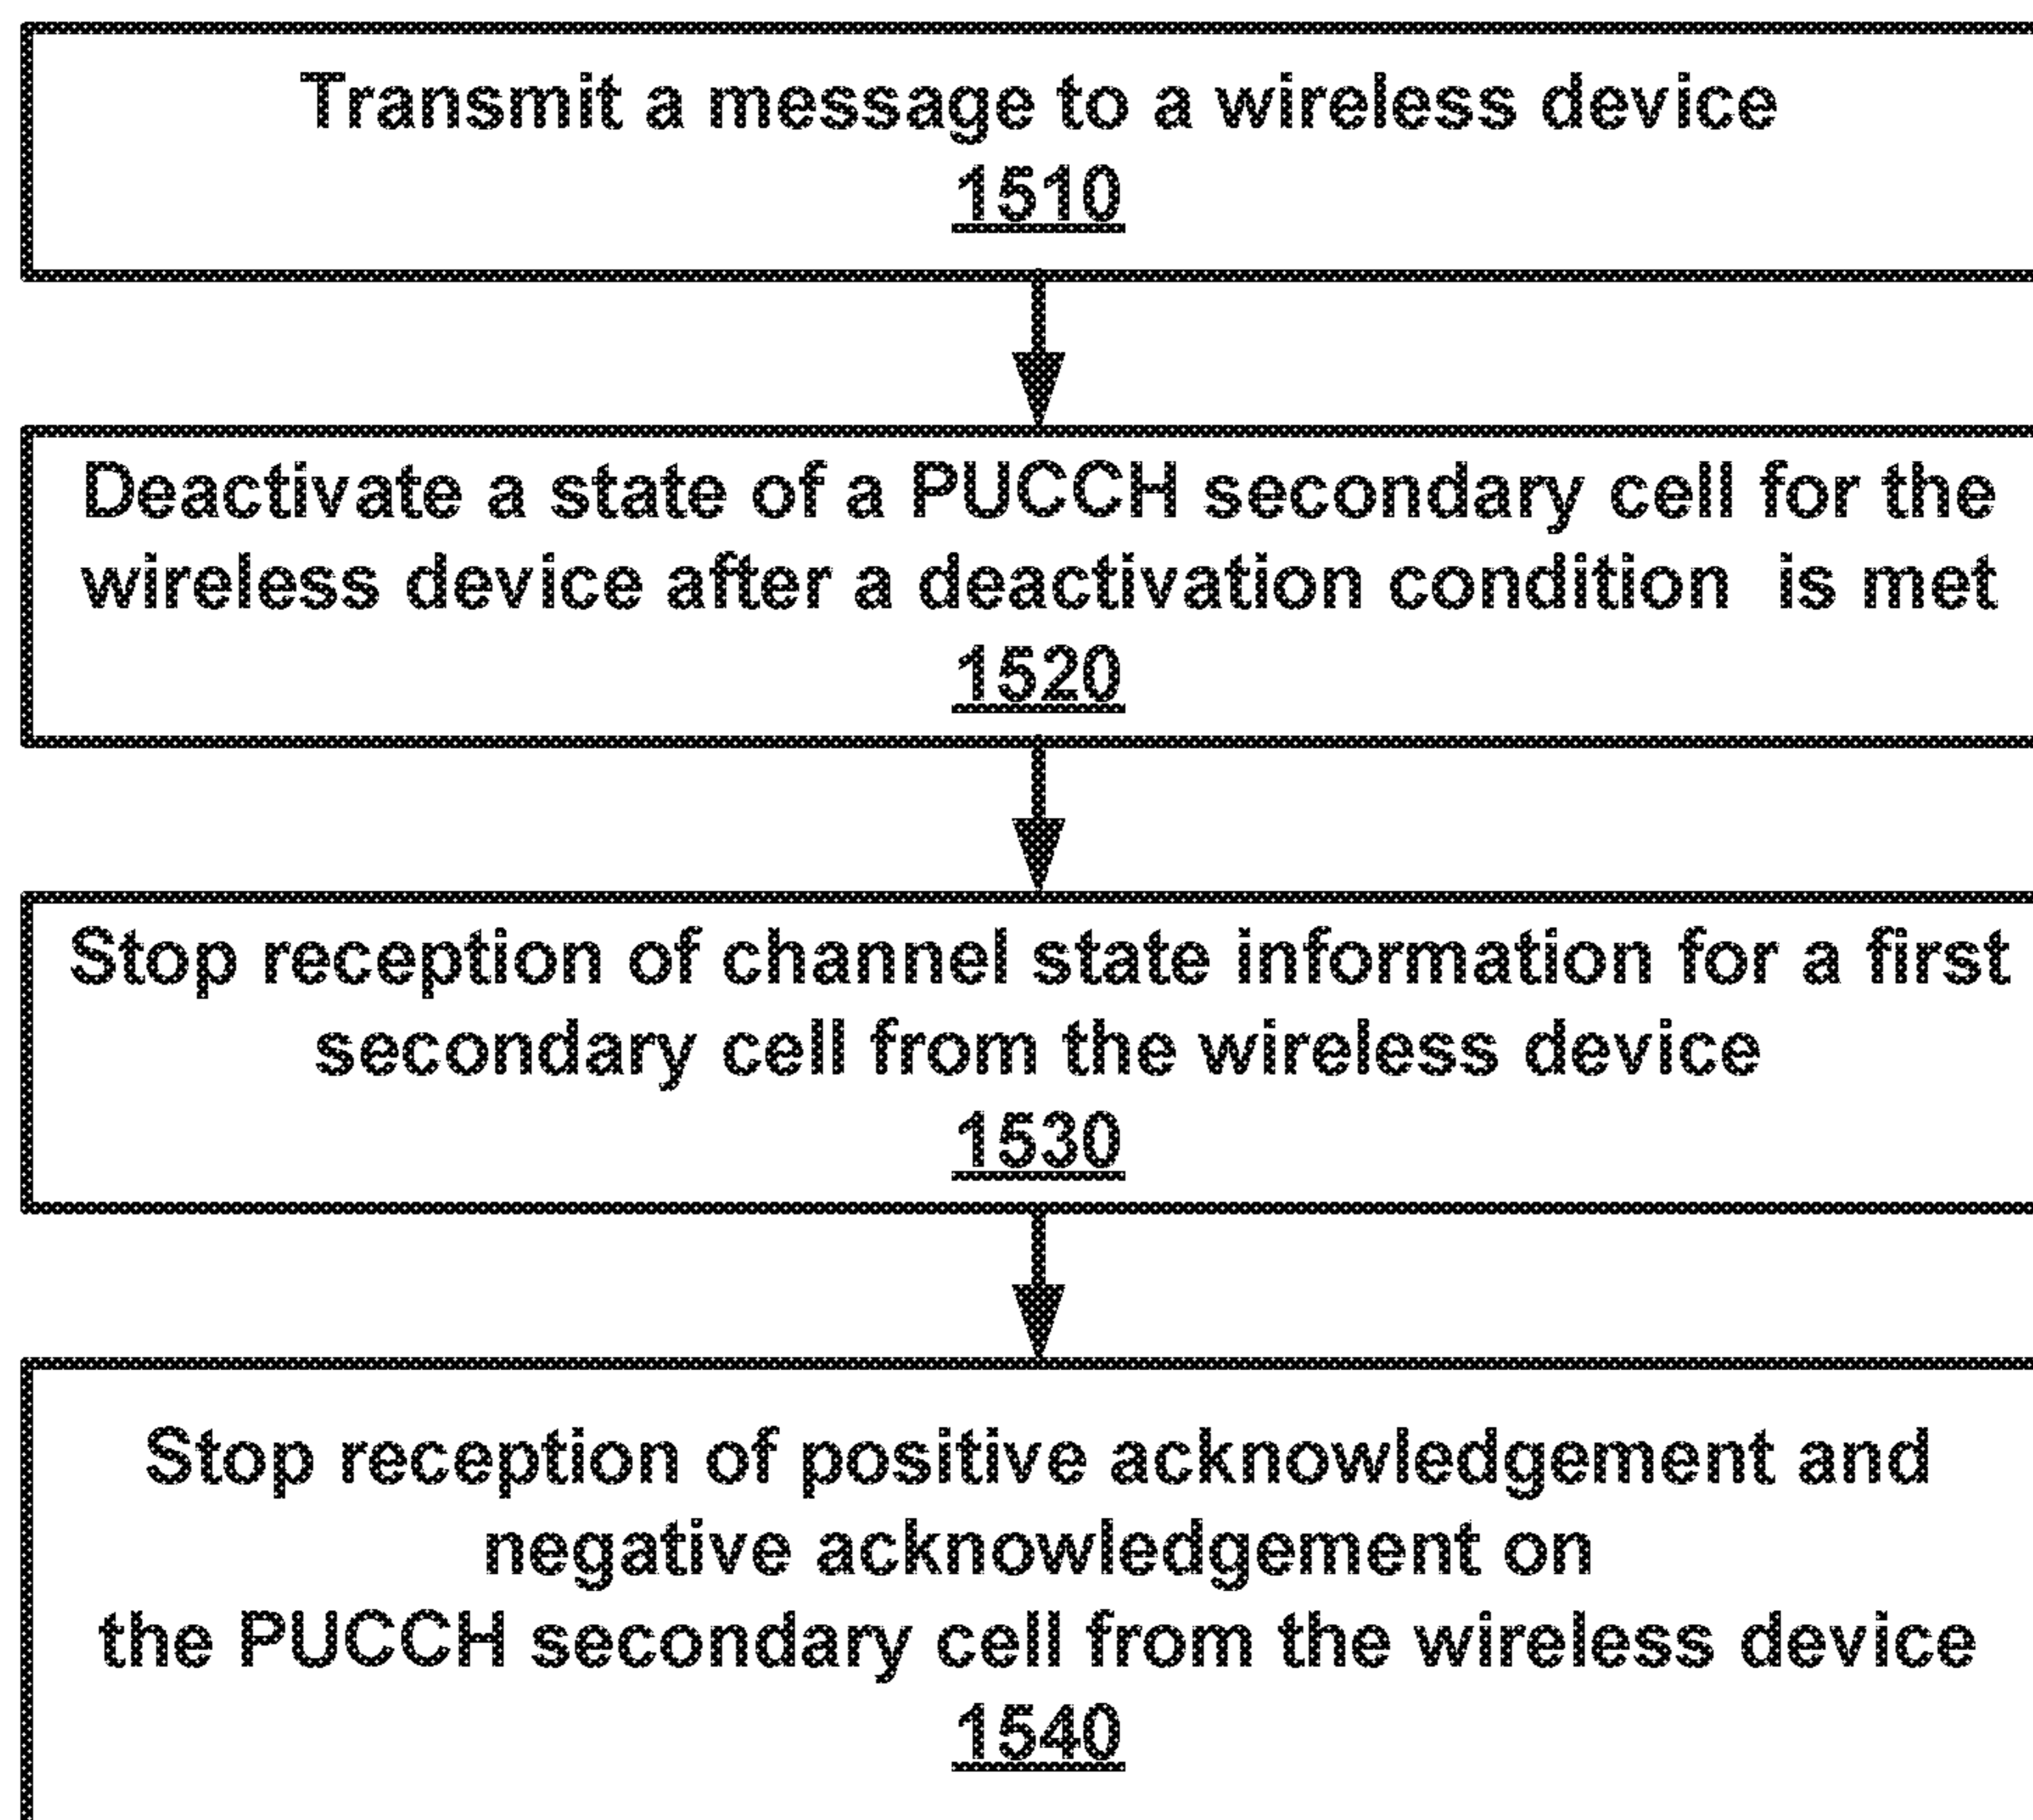 Transmit a message to a wireless device
1510
Deactivate a state of a PUCCH secondary cell for the
wireless device after a deactivation condition is met
1520
Stop reception of channel state information for a first
secondary cell from the wireless device
1530
Stop reception of positive acknowledgement and
negative acknowledgement on
the PUCCH secondary cell from the wireless device
1540